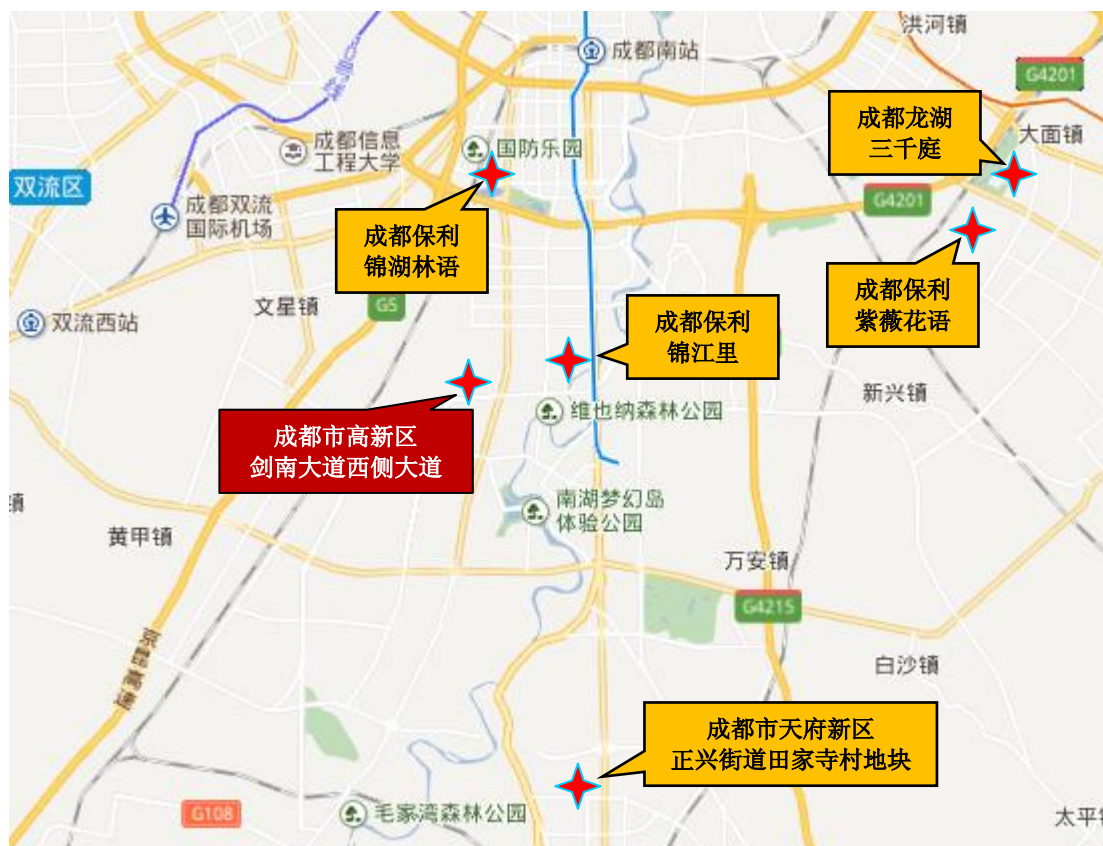 洪河镇
成都南站
G4201
成都龙湖
三千庭
大面镇
成都信息
工程大学
国防乐园
双流区
成都双流
国际机场
G4201
成都保利
锦湖林语
成都保利
紫薇花语
文星镇
G5
双流西站
成都保利
锦江里
新兴镇
维也纳森林公园
成都市高新区
剑南大道西侧大道
南湖梦幻岛
体验公园
镇
黄甲镇
万安镇
G4215
京昆高速
白沙镇
成都市天府新区
正兴街道田家寺村地块
G108
毛家湾森林公园
太平